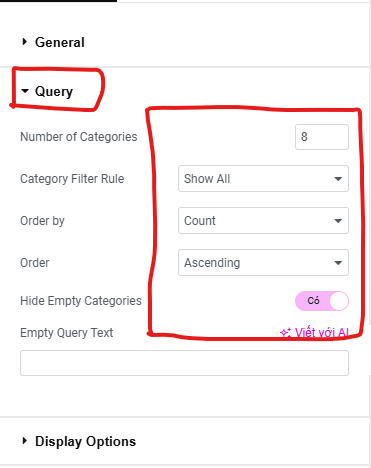 General
Query
Number of Categories 8
Category Filter Rule Show All
Order by Count
Order Ascending
Hide Empty Categories Có
Empty Query Text Viết với AI
Display Options